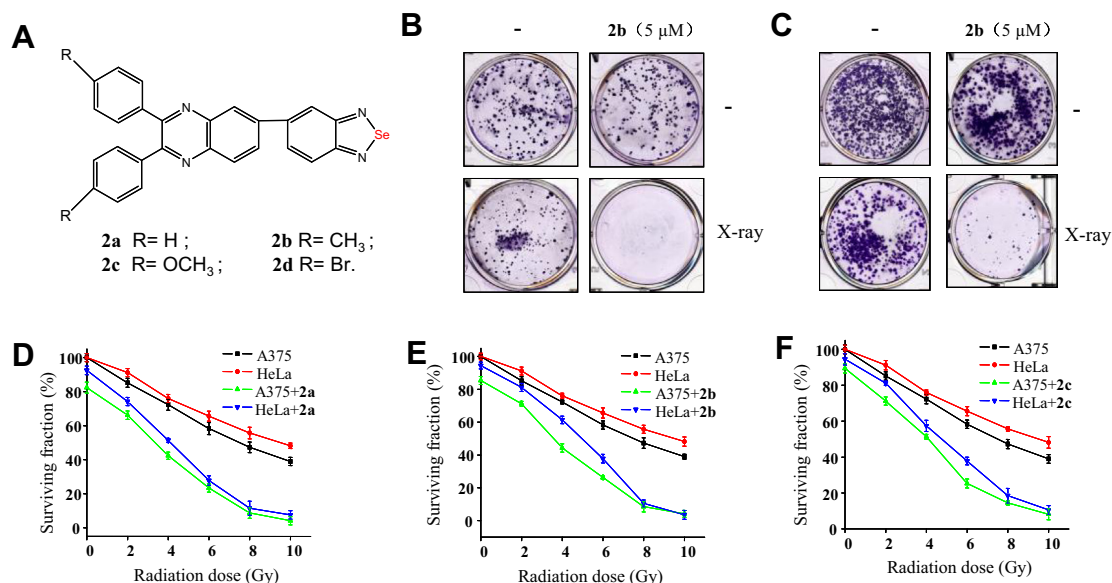 A
R
N
N
N
Se
N
R
2a R= H ; 2b R= CH₃ ;
2c R= OCH₃ ; 2d R= Br.
B
- 2b (5 μM)
-
X-ray
C
- 2b (5 μM)
-
X-ray
D
A375
HeLa
A375+2a
HeLa+2a
Surviving fraction (%)
100
80
60
40
20
0
0 2 4 6 8 10
Radiation dose (Gy)
E
A375
HeLa
A375+2b
HeLa+2b
Surviving fraction (%)
100
80
60
40
20
0
0 2 4 6 8 10
Radiation dose (Gy)
F
A375
HeLa
A375+2c
HeLa+2c
Surviving fraction (%)
100
80
60
40
20
0
0 2 4 6 8 10
Radiation dose (Gy)